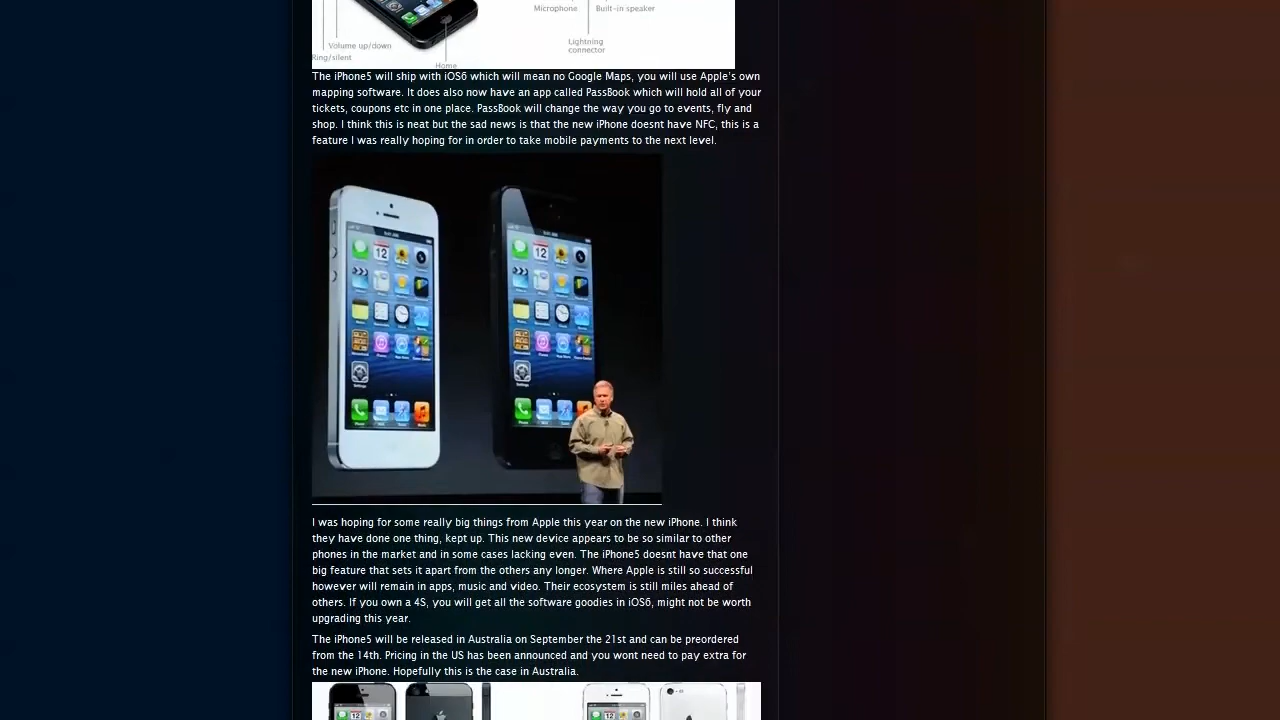 Microphone Built-in speaker
Volume up/down
Lightning
connector
Ring/silent
Home
The iPhone5 will ship with iOS6 which will mean no Google Maps, you will use Apple's own
mapping software. It does also now have an app called PassBook which will hold all of your
tickets, coupons etc in one place. PassBook will change the way you go to events, fly and
shop. I think this is neat but the sad news is that the new iPhone doesnt have NFC, this is a
feature I was really hoping for in order to take mobile payments to the next level.
I was hoping for some really big things from Apple this year on the new iPhone. I think
they have done one thing, kept up. This new device appears to be so similar to other
phones in the market and in some cases lacking even. The iPhone5 doesnt have that one
big feature that sets it apart from the others any longer. Where Apple is still so successful
however will remain in apps, music and video. Their ecosystem is still miles ahead of
others. If you own a 4S, you will get all the software goodies in iOS6, might not be worth
upgrading this year.
The iPhone5 will be released in Australia on September the 21st and can be preordered
from the 14th. Pricing in the US has been announced and you wont need to pay extra for
the new iPhone. Hopefully this is the case in Australia.